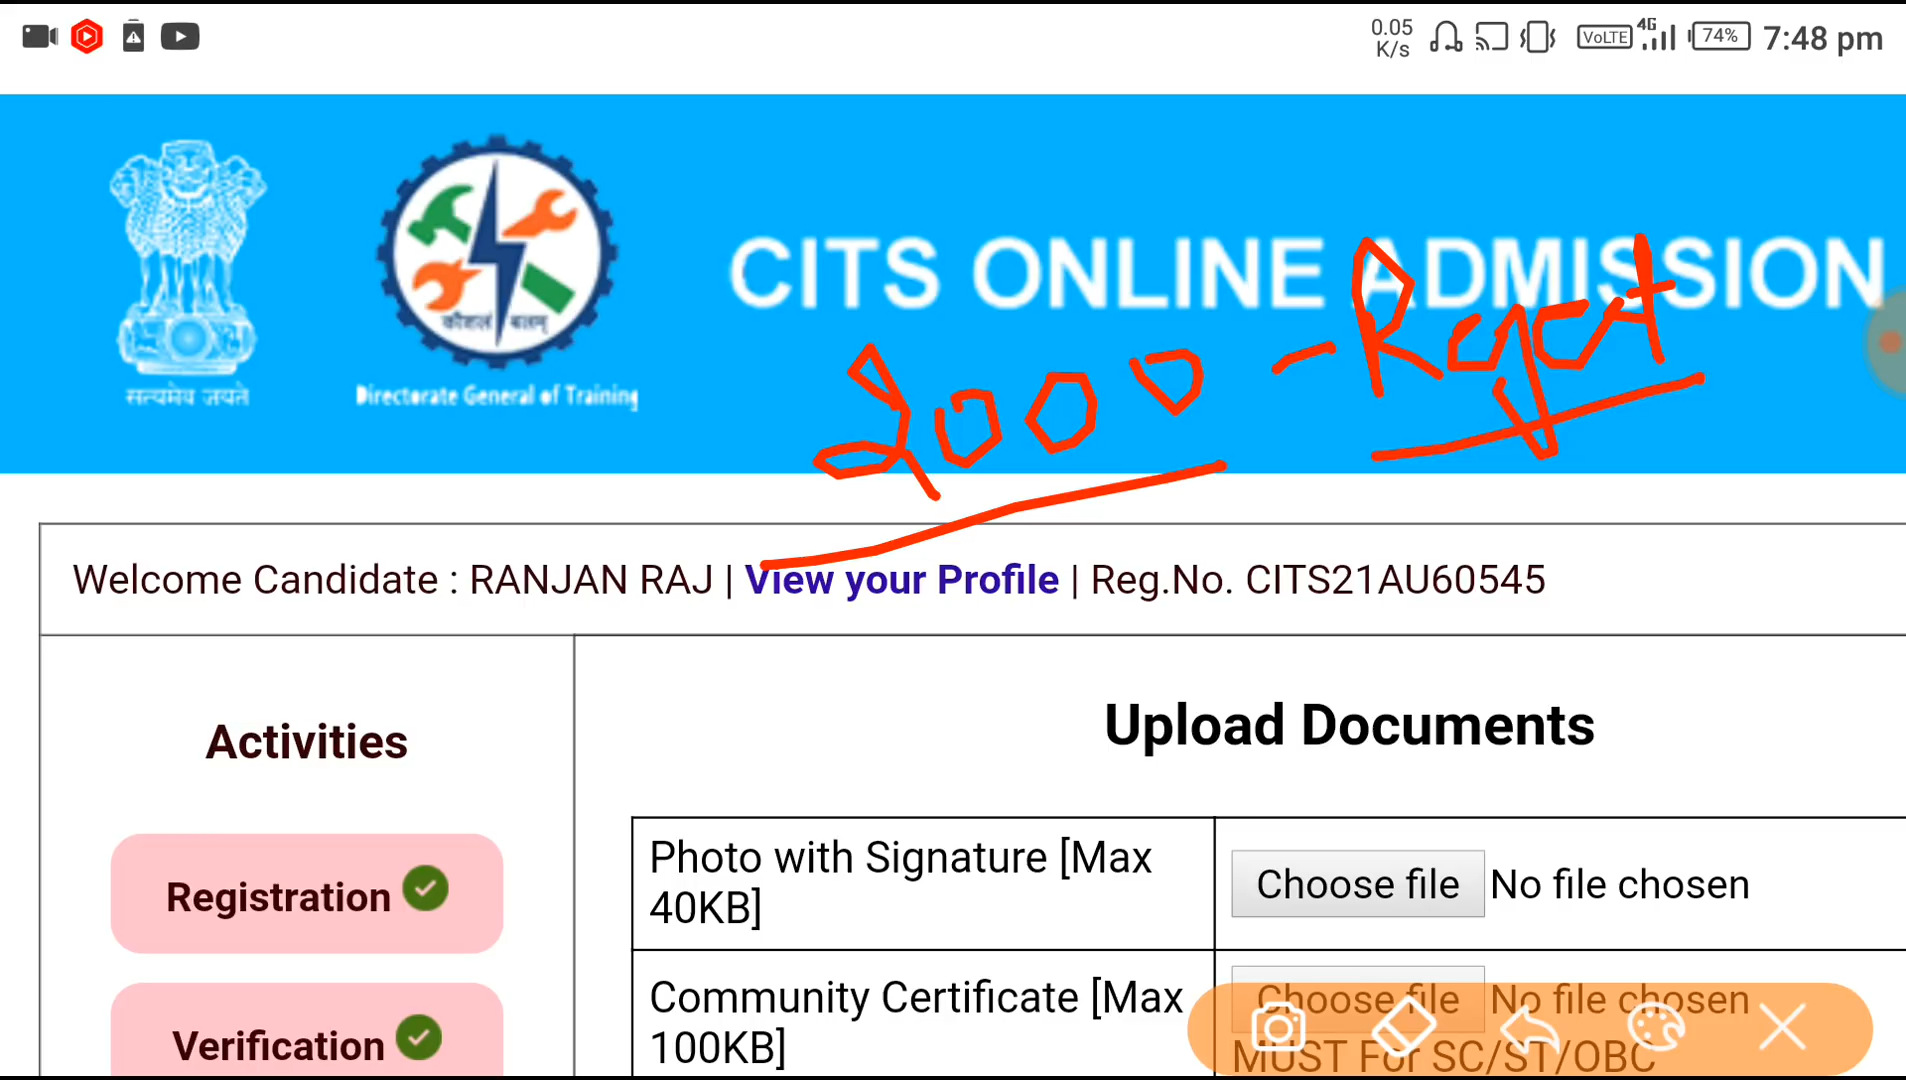 0.05 K/s VoLTE 4G 74% 7:48 pm
सत्यमेव जयते
कौशलं बलम्
Directorate General of Training
CITS ONLINE ADMISSION
2000 - Reject
Welcome Candidate : RANJAN RAJ | View your Profile | Reg.No. CITS21AU60545
Activities
Upload Documents
Registration
Photo with Signature [Max
40KB]
Choose file No file chosen
Verification
Community Certificate [Max
100KB]
Choose file No file chosen
MUST For SC/ST/OBC